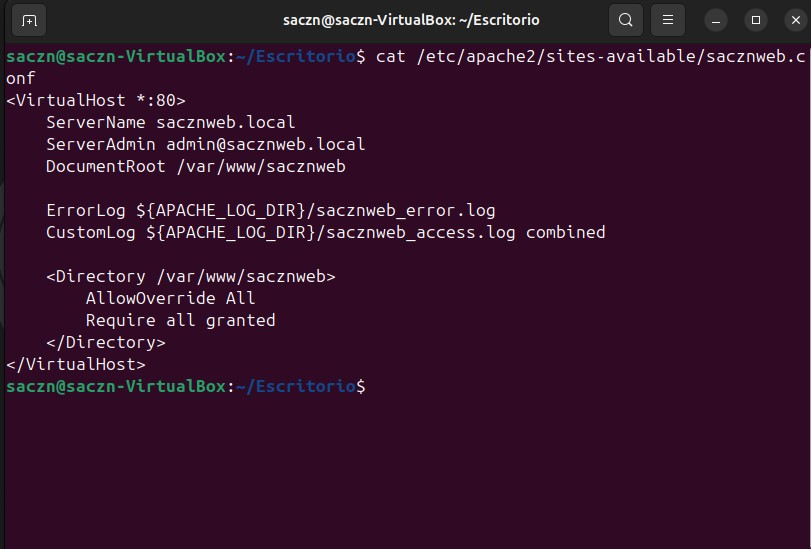 saczn@saczn-VirtualBox: ~/Escritorio
saczn@saczn-VirtualBox:~/Escritorio$ cat /etc/apache2/sites-available/sacznweb.c
onf
<VirtualHost *:80>
    ServerName sacznweb.local
    ServerAdmin admin@sacznweb.local
    DocumentRoot /var/www/sacznweb

    ErrorLog ${APACHE_LOG_DIR}/sacznweb_error.log
    CustomLog ${APACHE_LOG_DIR}/sacznweb_access.log combined

    <Directory /var/www/sacznweb>
        AllowOverride All
        Require all granted
    </Directory>
</VirtualHost>
saczn@saczn-VirtualBox:~/Escritorio$